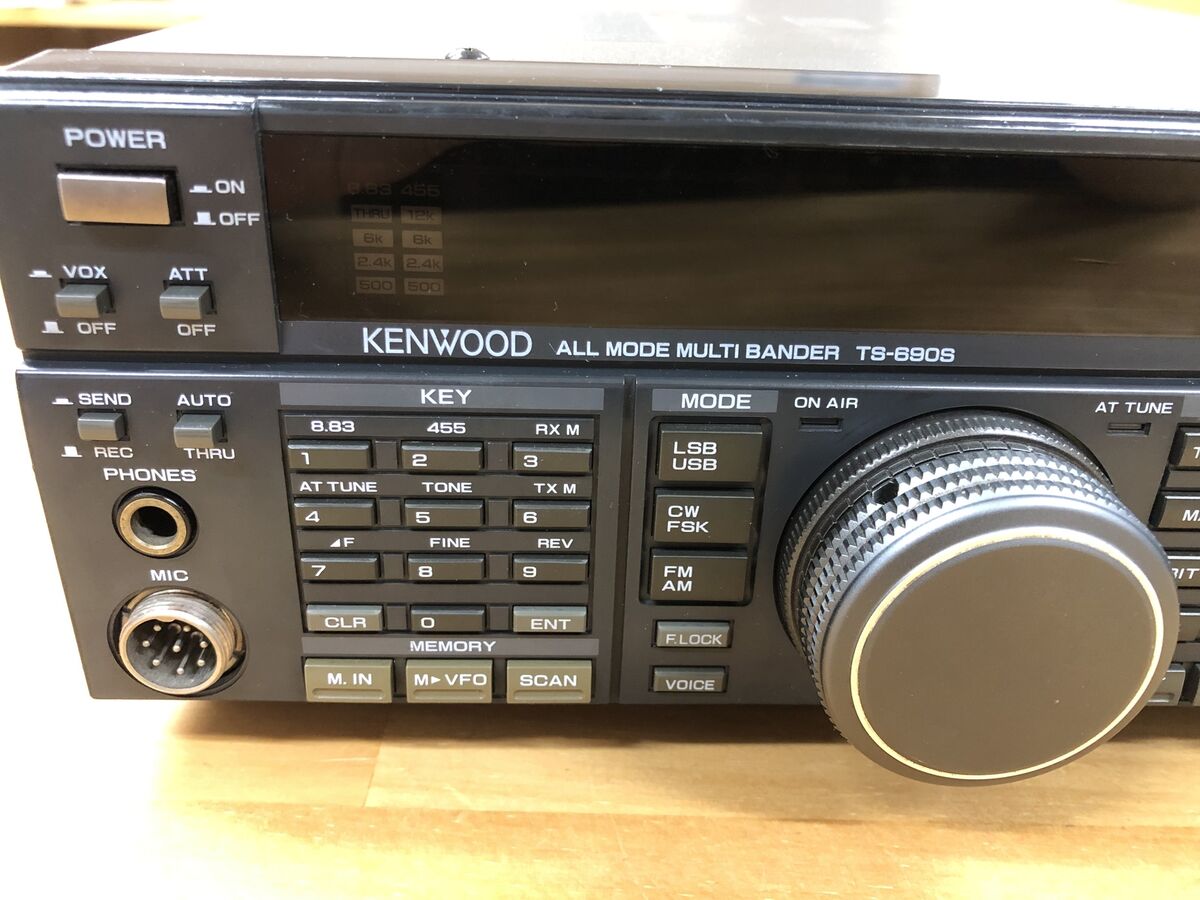 POWER
ON
OFF
VOX
ATT
OFF
OFF
8.83 455
THRU 12k
6k 6k
2.4k 2.4k
500 500
KENWOOD ALL MODE MULTI BANDER TS-690S
SEND
AUTO
REC
THRU
PHONES
MIC
KEY
8.83 455 RX M
1 2 3
AT TUNE TONE TX M
4 5 6
⊿F FINE REV
7 8 9
CLR 0 ENT
MEMORY
M. IN M▶VFO SCAN
MODE
LSB
USB
CW
FSK
FM
AM
F.LOCK
VOICE
ON AIR
AT TUNE